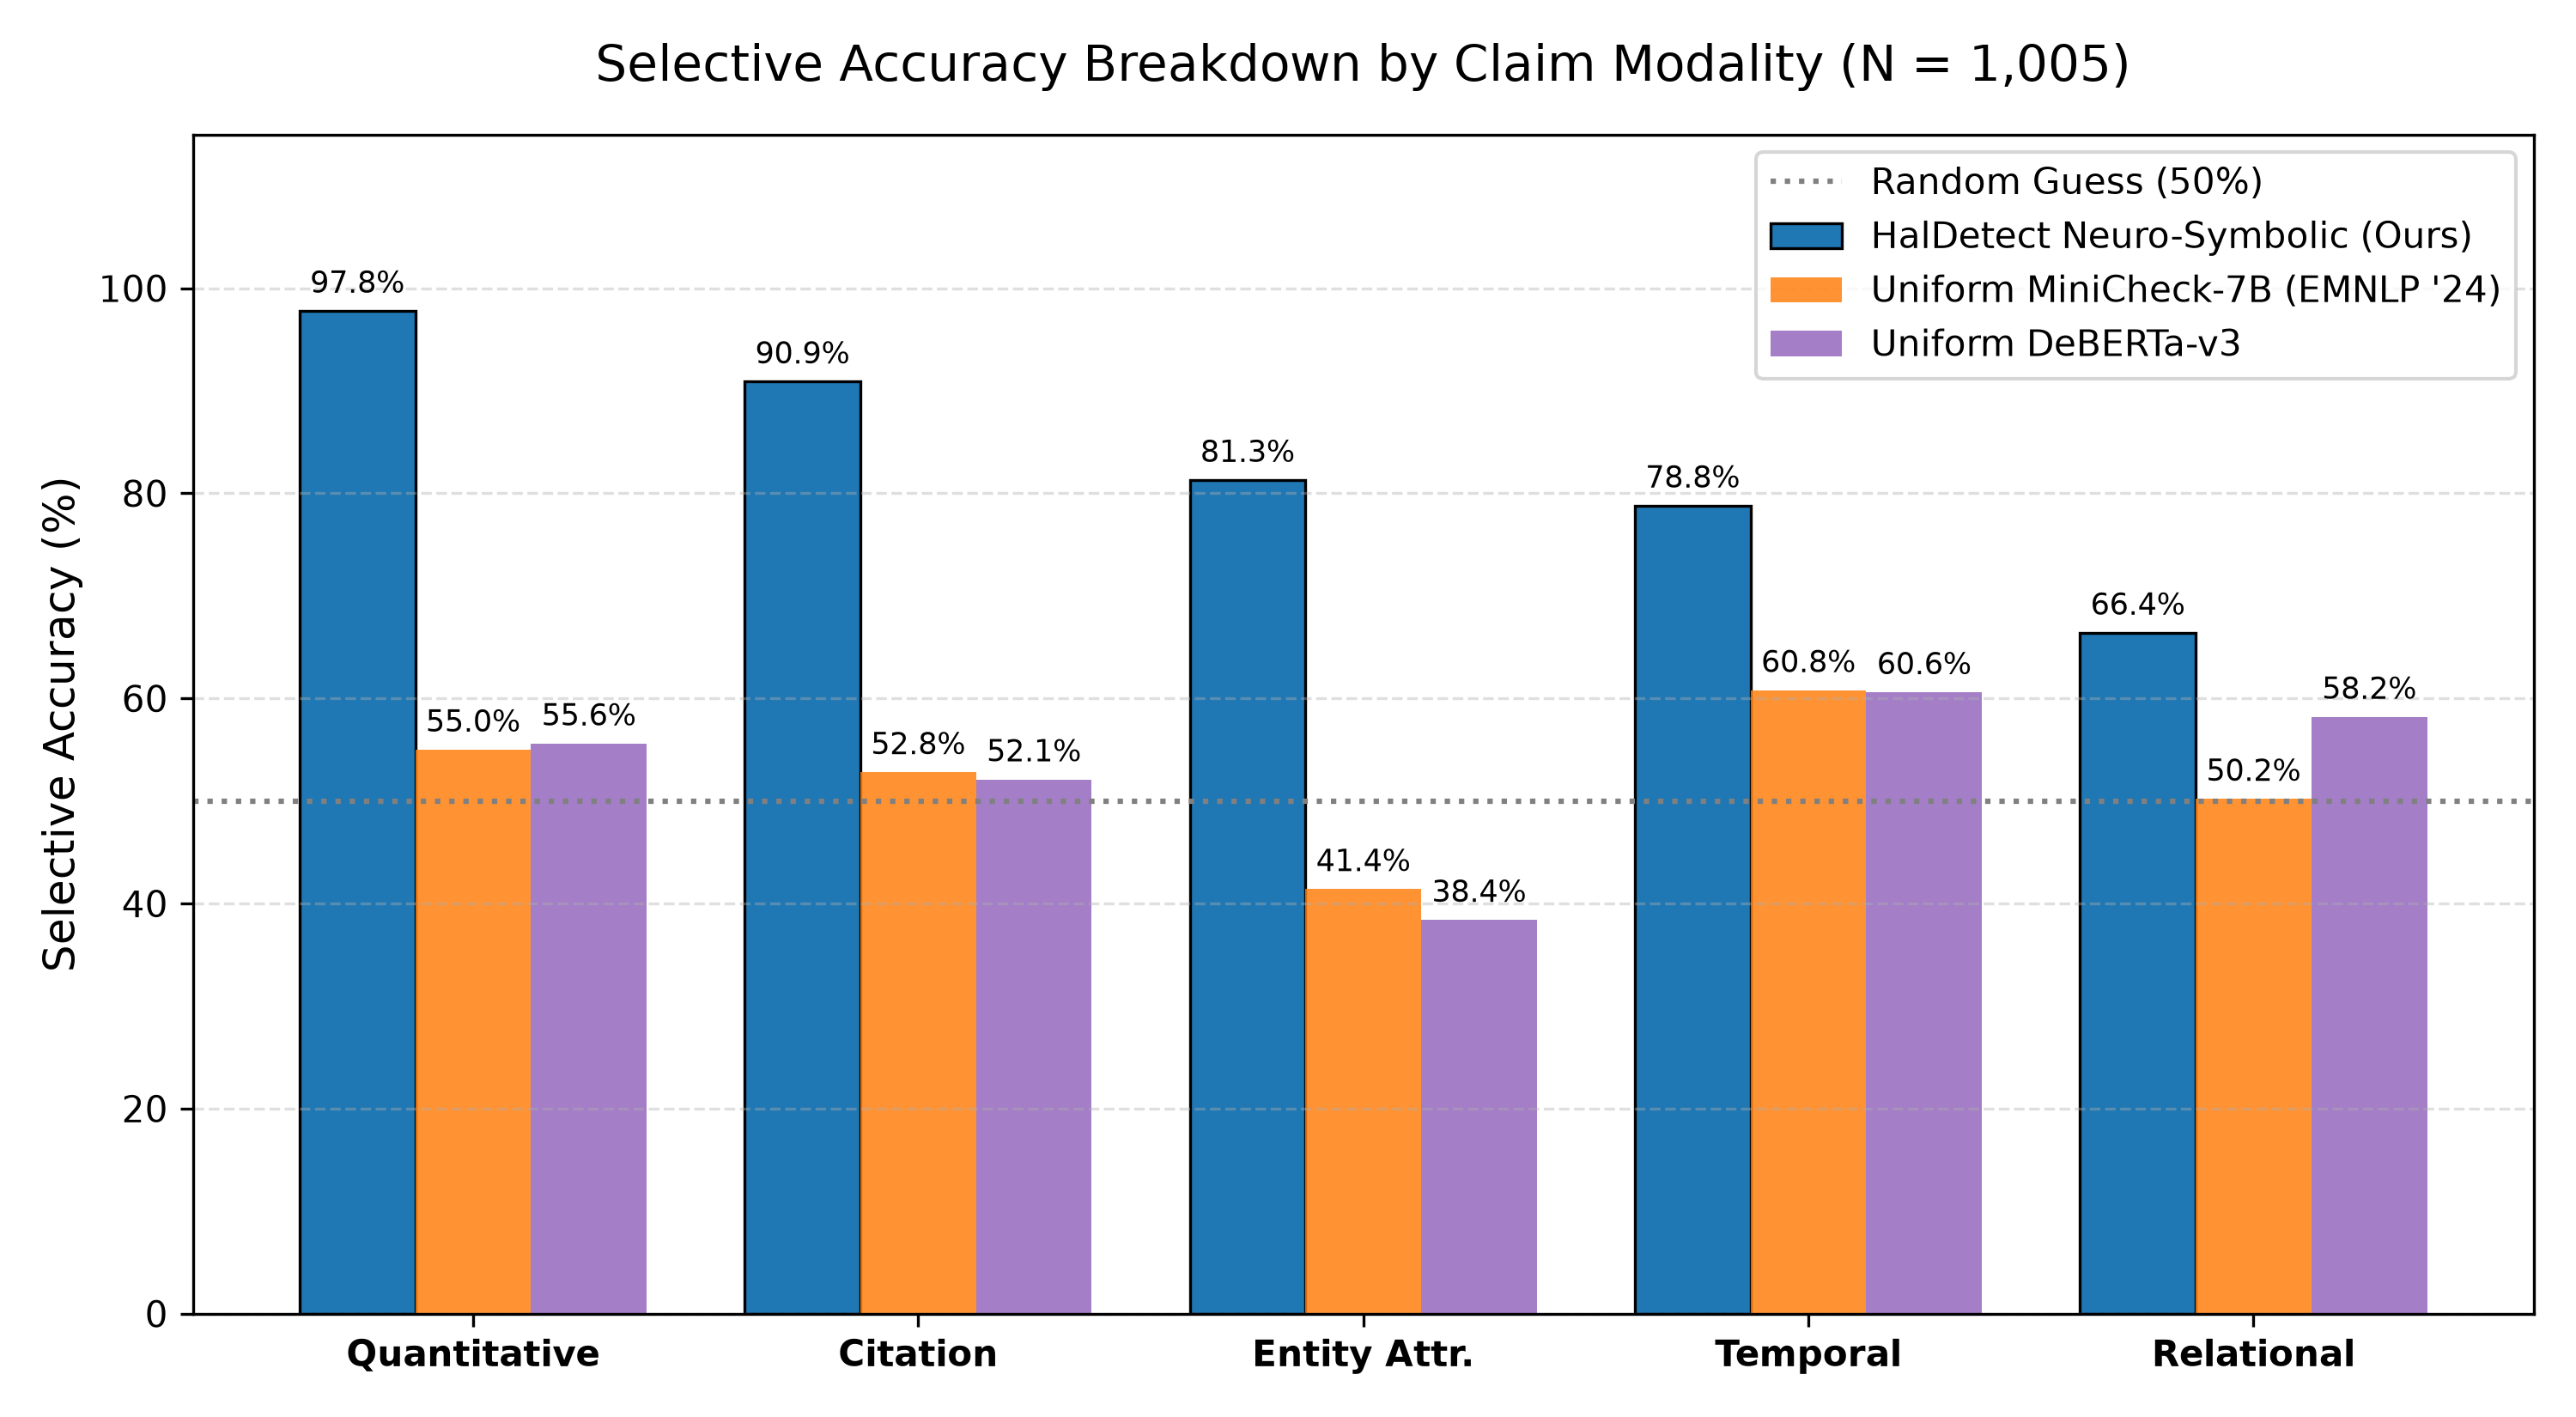 Selective Accuracy Breakdown by Claim Modality (N = 1,005)
Random Guess (50%)
HalDetect Neuro-Symbolic (Ours)
Uniform MiniCheck-7B (EMNLP '24)
Uniform DeBERTa-v3
Selective Accuracy (%)
100
80
60
40
20
0
97.8%
55.0%
55.6%
90.9%
52.8%
52.1%
81.3%
41.4%
38.4%
78.8%
60.8%
60.6%
66.4%
50.2%
58.2%
Quantitative
Citation
Entity Attr.
Temporal
Relational